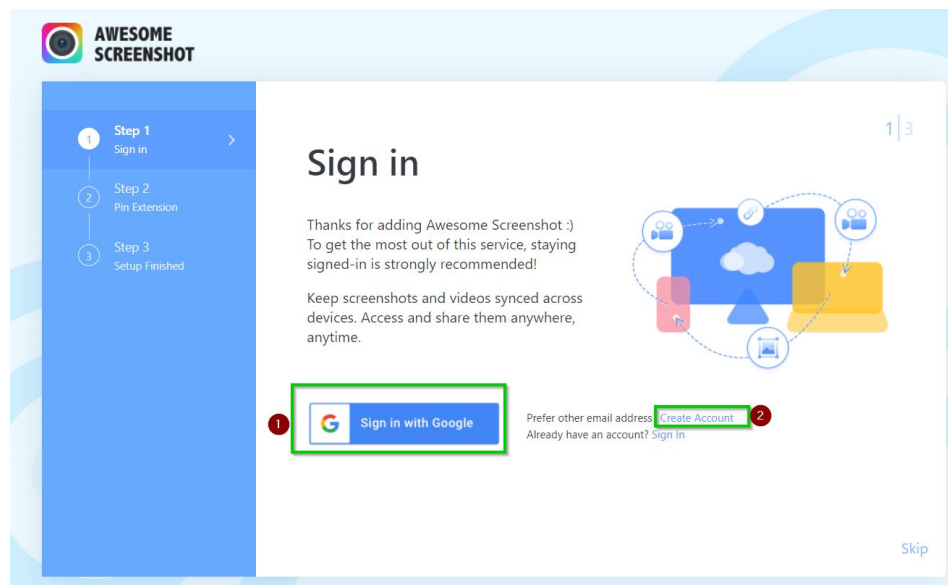 AWESOME
SCREENSHOT
1
Step 1
Sign in
2
Step 2
Pin Extension
3
Step 3
Setup Finished
1 3
Sign in
Thanks for adding Awesome Screenshot :)
To get the most out of this service, staying
signed-in is strongly recommended!
Keep screenshots and videos synced across
devices. Access and share them anywhere,
anytime.
1
G Sign in with Google
Prefer other email address Create Account
2
Already have an account? Sign In
Skip